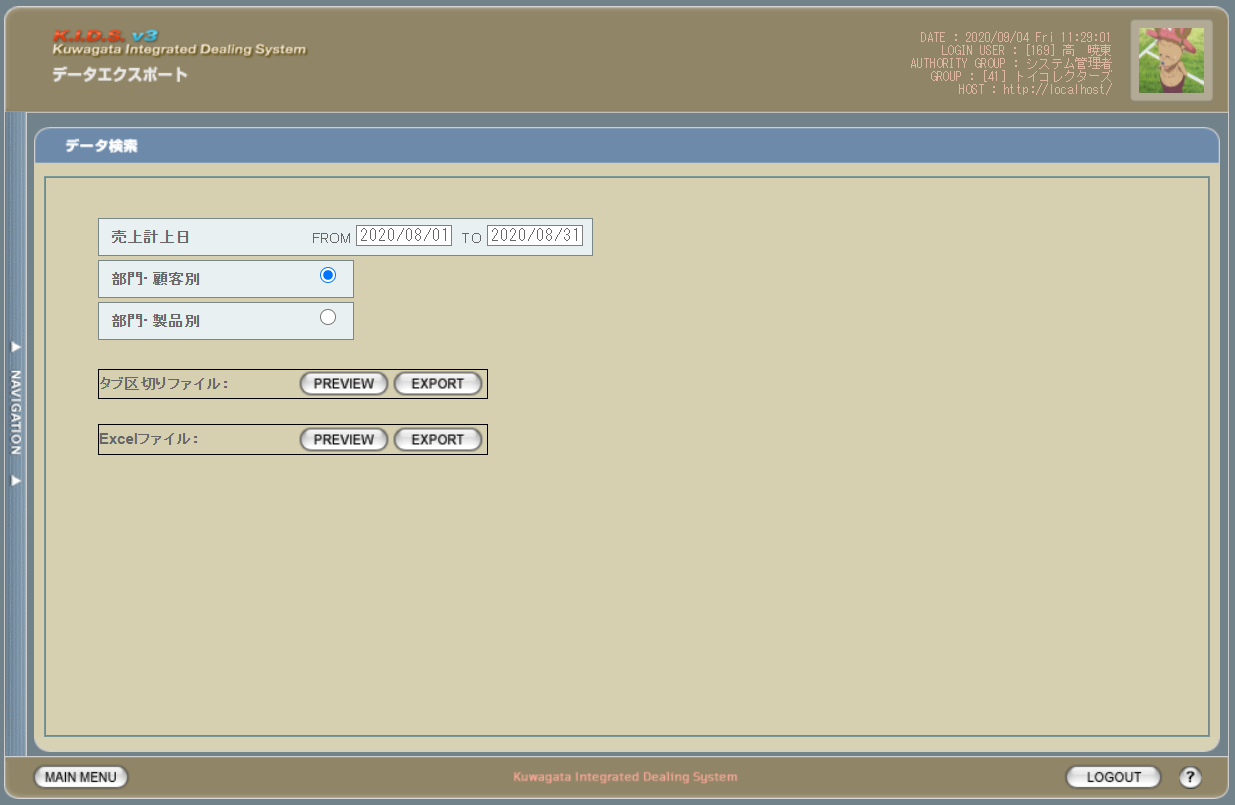 K.I.D.S. v3
Kuwagata Integrated Dealing System
データエクスポート
DATE : 2020/09/04 Fri 11:29:01
LOGIN USER : [169] 高　暁東
AUTHORITY GROUP : システム管理者
GROUP : [41] トイコレクターズ
HOST : http://localhost/
データ検索
売上計上日 FROM 2020/08/01 TO 2020/08/31
部門・顧客別
部門・製品別
タブ区切りファイル： PREVIEW EXPORT
Excelファイル： PREVIEW EXPORT
NAVIGATION
MAIN MENU
Kuwagata Integrated Dealing System
LOGOUT
?